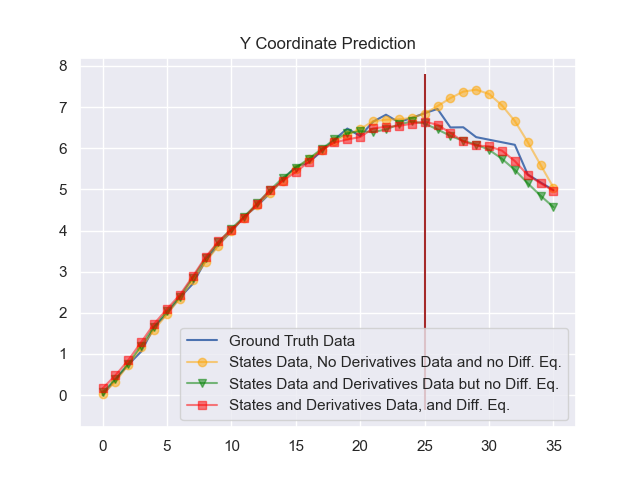 Y Coordinate Prediction
8
7
6
5
4
3
2
1
0
Ground Truth Data
States Data, No Derivatives Data and no Diff. Eq.
States Data and Derivatives Data but no Diff. Eq.
States and Derivatives Data, and Diff. Eq.
0 5 10 15 20 25 30 35